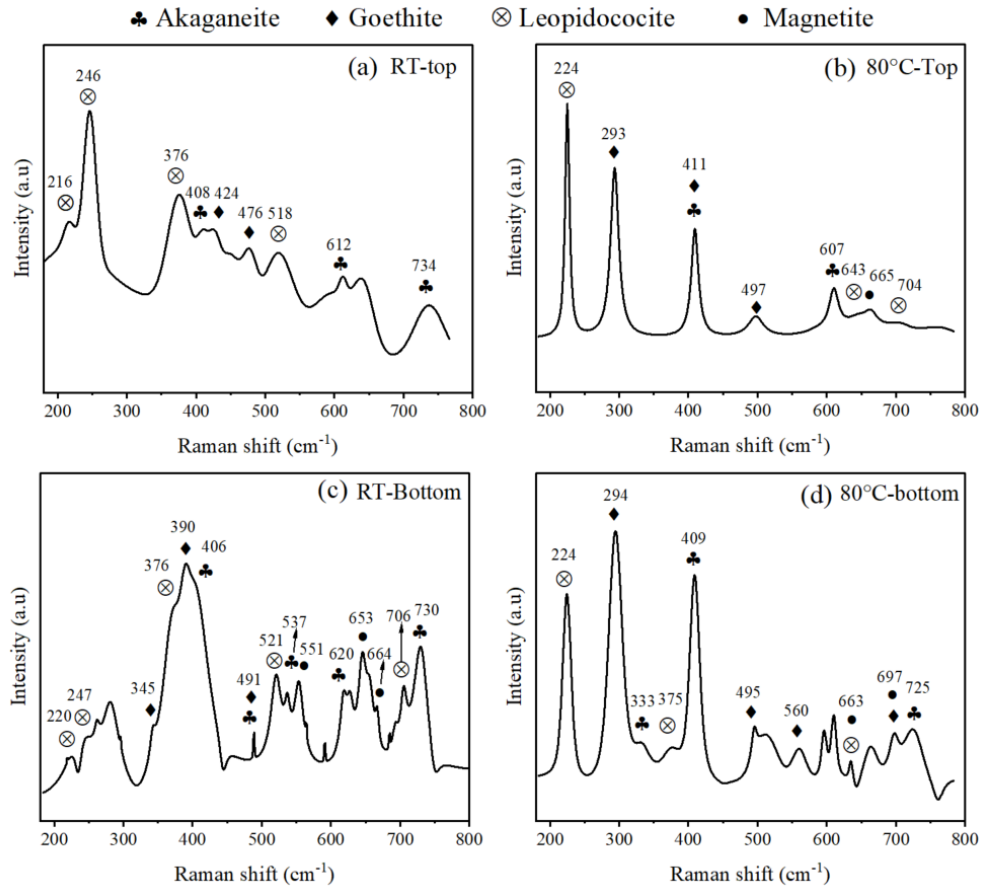 ♣ Akaganeite ♦ Goethite ⊗ Leopidococite ● Magnetite
(a) RT-top
246
216
376
408 424
476
518
612
734
Intensity (a.u)
200 300 400 500 600 700 800
Raman shift (cm⁻¹)
(b) 80°C-Top
224
293
411
497
607
643 665 704
Intensity (a.u)
200 300 400 500 600 700 800
Raman shift (cm⁻¹)
(c) RT-Bottom
390
376 406
247
220
345
491
521
537
551
620
653
664
706
730
Intensity (a.u)
200 300 400 500 600 700 800
Raman shift (cm⁻¹)
(d) 80°C-bottom
294
224
409
333 375
495
560
663
697
725
Intensity (a.u)
200 300 400 500 600 700 800
Raman shift (cm⁻¹)